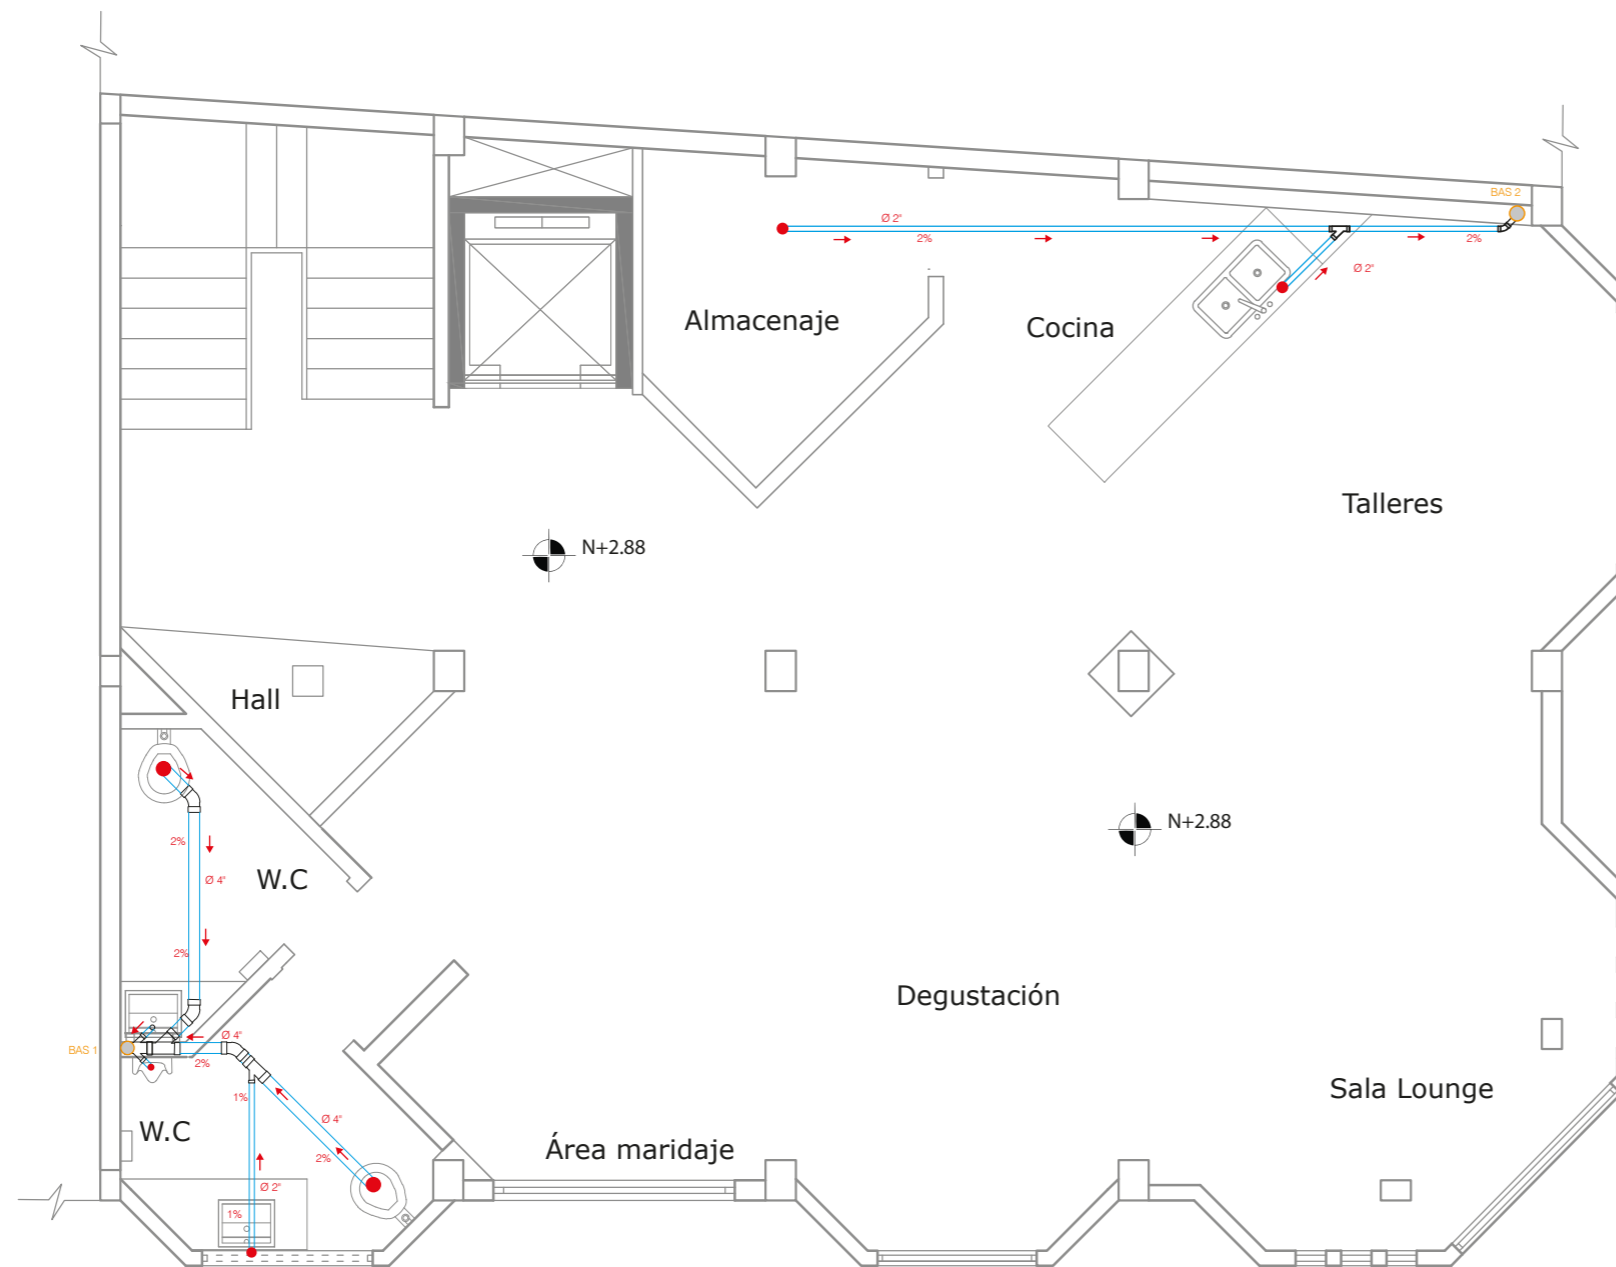 BAS 2
Ø 2"
2%
2%
Ø 2"
Almacenaje
Cocina
Talleres
N+2.88
Hall
N+2.88
2%
Ø 4"
W.C
2%
Degustación
Ø 4"
BAS 1
2%
Sala Lounge
1%
Ø 4"
W.C
Área maridaje
2%
Ø 2"
1%